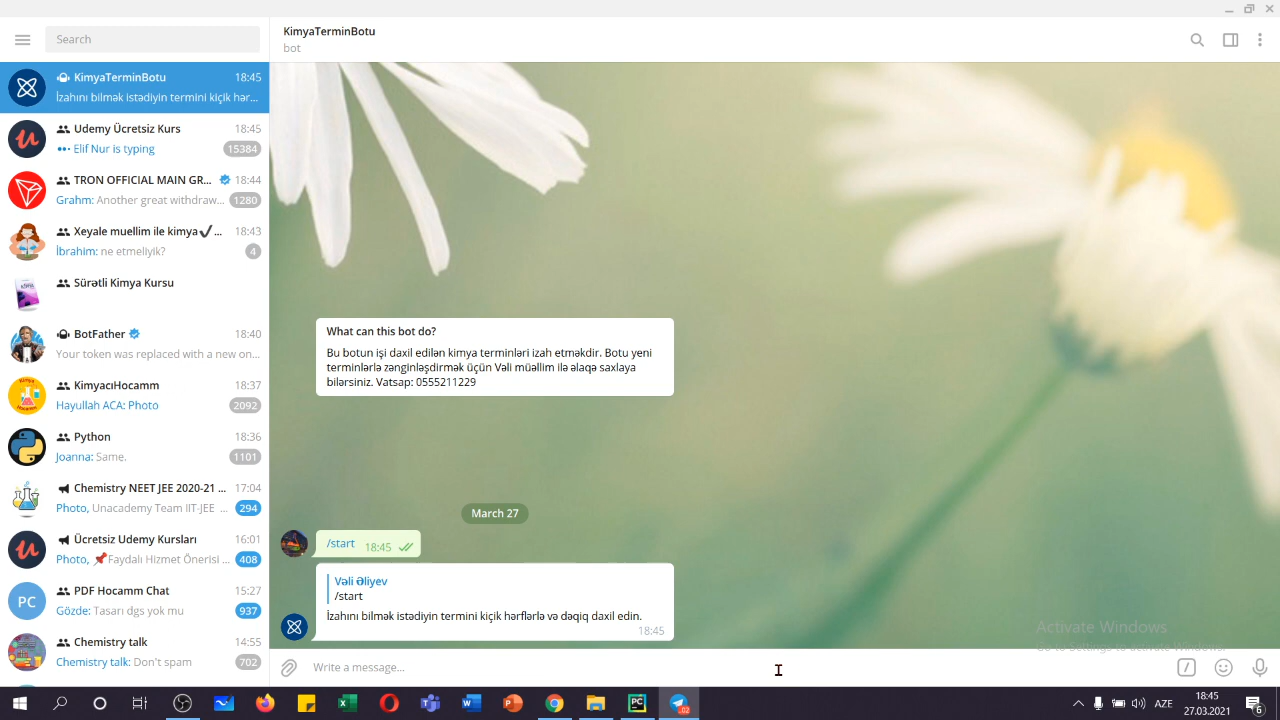 Search
KimyaTerminBotu
bot
KimyaTerminBotu 18:45
İzahını bilmək istədiyin termini kiçik hər...
Udemy Ücretsiz Kurs 18:45
Elif Nur is typing 15384
TRON OFFICIAL MAIN GR... 18:44
Grahm: Another great withdraw... 1280
Xeyale muellim ile kimya✔... 18:43
İbrahim: ne etmeliyik? 4
Sürətli Kimya Kursu
BotFather 18:40
Your token was replaced with a new on...
KimyacıHocamm 18:37
Hayullah ACA: Photo 2092
Python 18:36
Joanna: Same. 1101
Chemistry NEET JEE 2020-21 ... 17:04
Photo, Unacademy Team IIT-JEE ... 294
Ücretsiz Udemy Kursları 16:01
Photo, 📌Faydalı Hizmet Önerisi ... 408
PC
PDF Hocamm Chat 15:27
Gözde: Tasarı dgs yok mu 937
Chemistry talk 14:55
Chemistry talk: Don't spam 702
What can this bot do?
Bu botun işi daxil edilən kimya terminləri izah etməkdir. Botu yeni
terminlərlə zənginləşdirmək üçün Vəli müəllim ilə əlaqə saxlaya
bilərsiniz. Vatsap: 0555211229
March 27
/start 18:45
Vəli Əliyev
/start
İzahını bilmək istədiyin termini kiçik hərflərlə və dəqiq daxil edin.
18:45
Activate Windows
Go to Settings to activate Windows.
Write a message...
AZE
18:45
27.03.2021
6